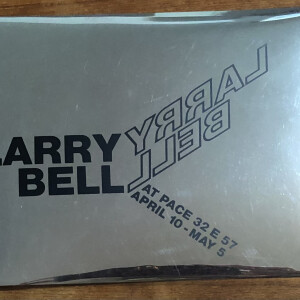 LARRY
BELL
LARRY
BELL
AT PACE 32 E 57
APRIL 10 - MAY 5